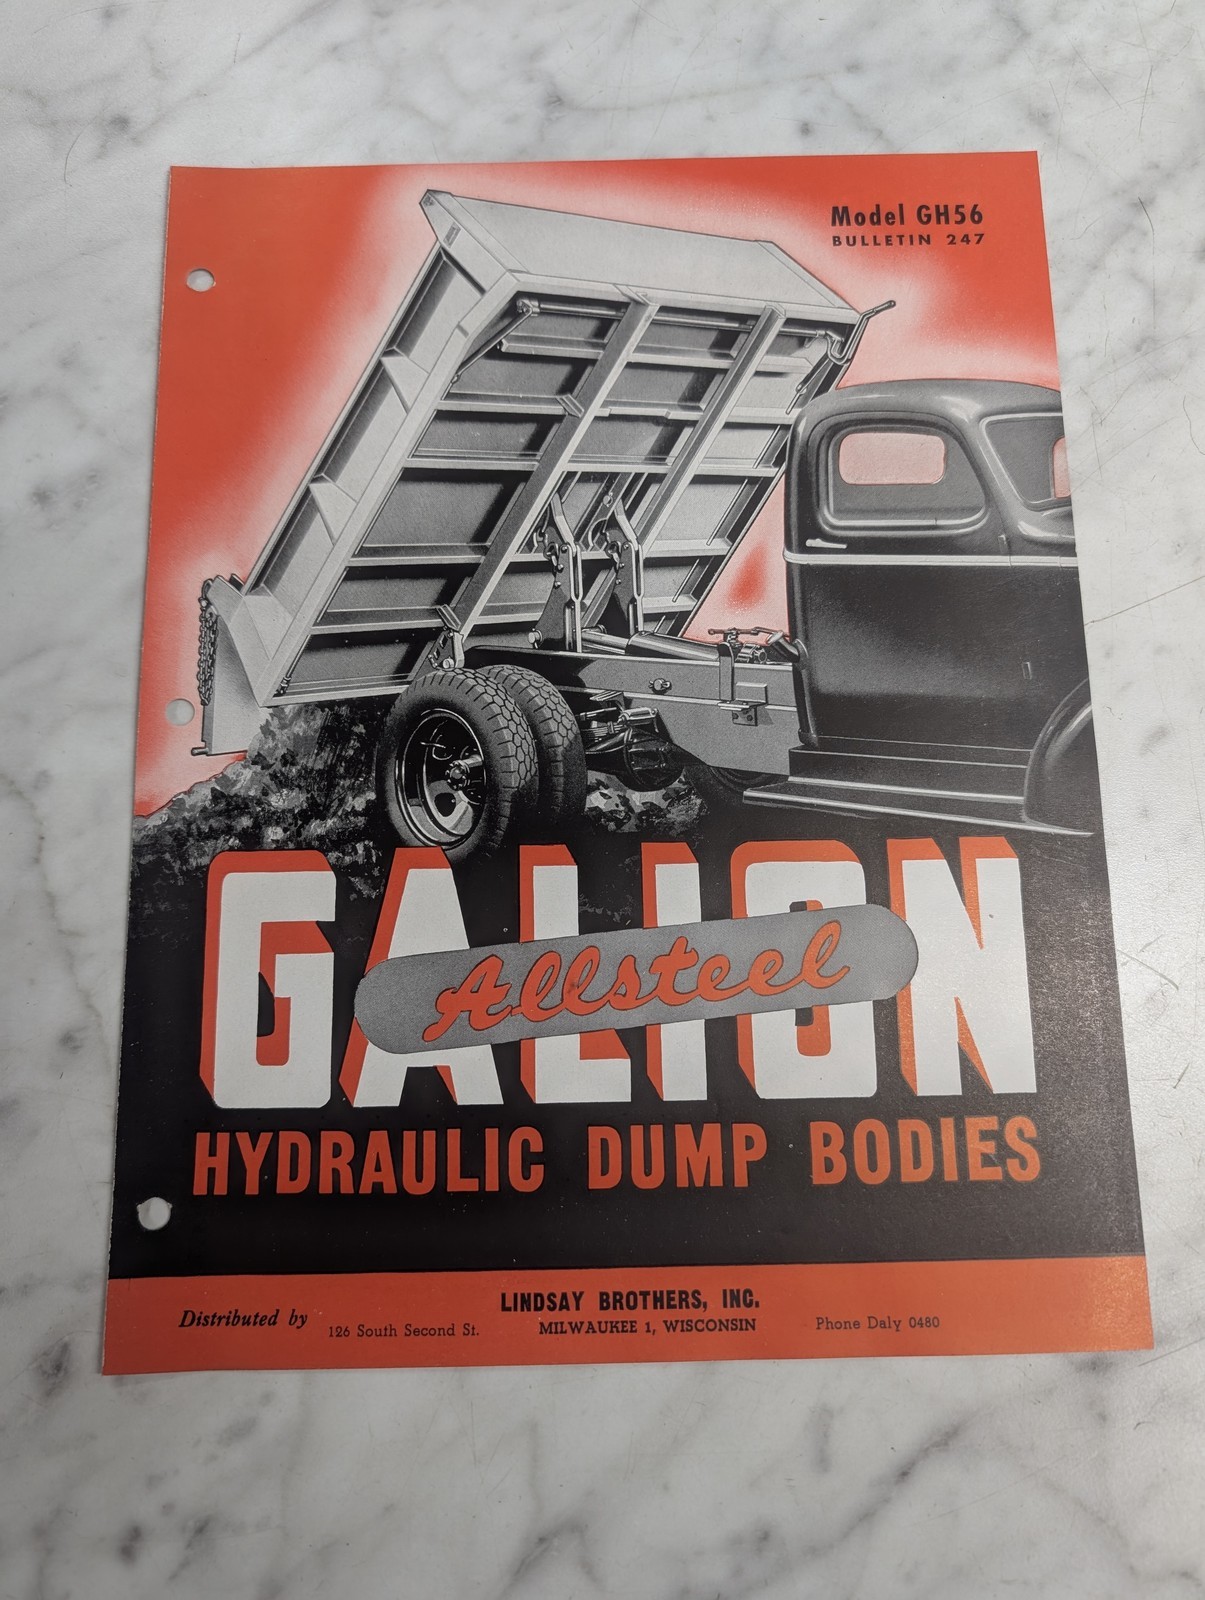 Model GH56
BULLETIN 247
GALION
Allsteel
HYDRAULIC DUMP BODIES
Distributed by
LINDSAY BROTHERS, INC.
126 South Second St.
MILWAUKEE 1, WISCONSIN
Phone Daly 0480